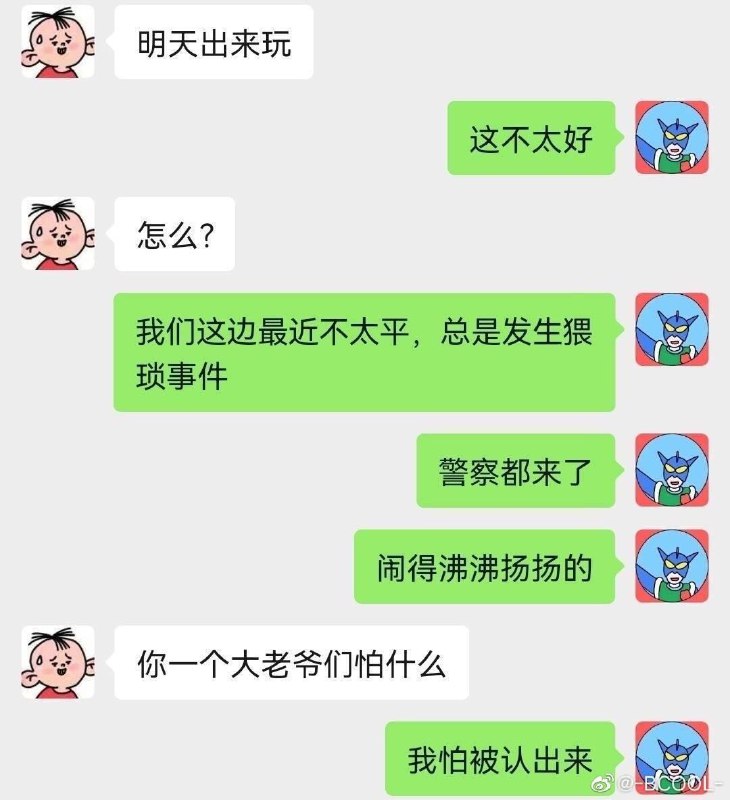 明天出来玩
这不太好
怎么?
我们这边最近不太平，总是发生猥
琐事件
警察都来了
闹得沸沸扬扬的
你一个大老爷们怕什么
我怕被认出来
@-BCOOL-